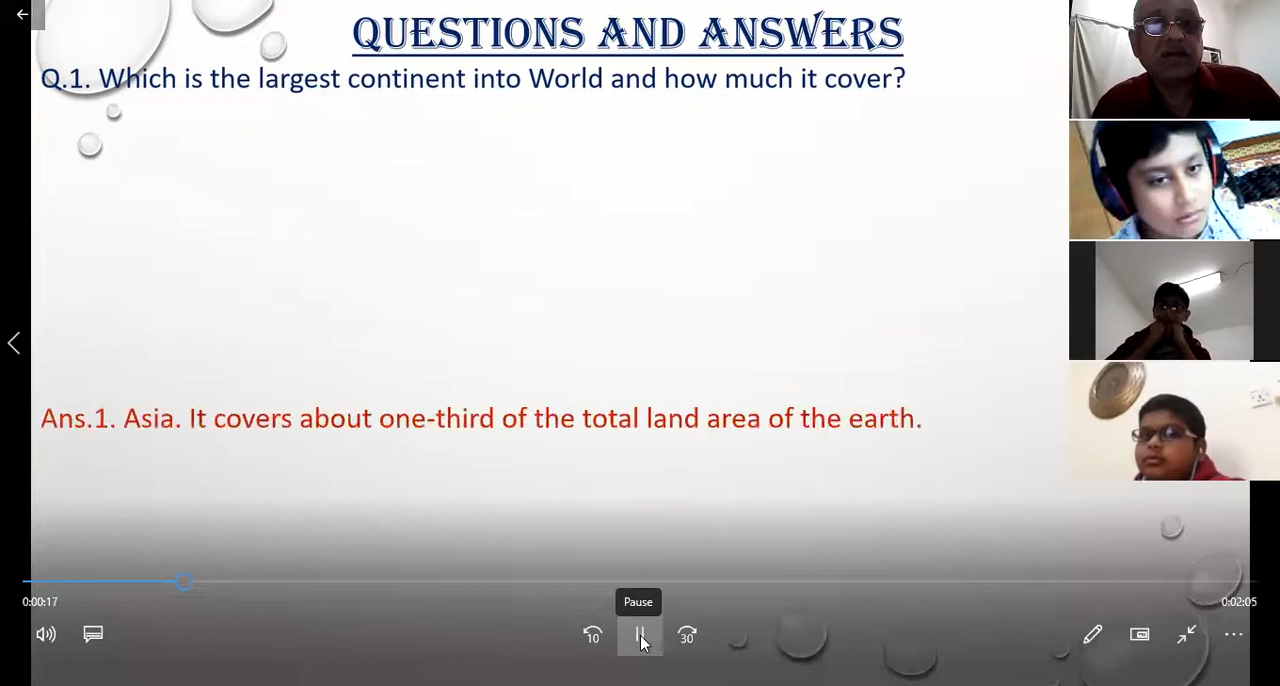 QUESTIONS AND ANSWERS
Q.1. Which is the largest continent into World and how much it cover?
Ans.1. Asia. It covers about one-third of the total land area of the earth.
Pause
0:00:17
0:02:05
10
30